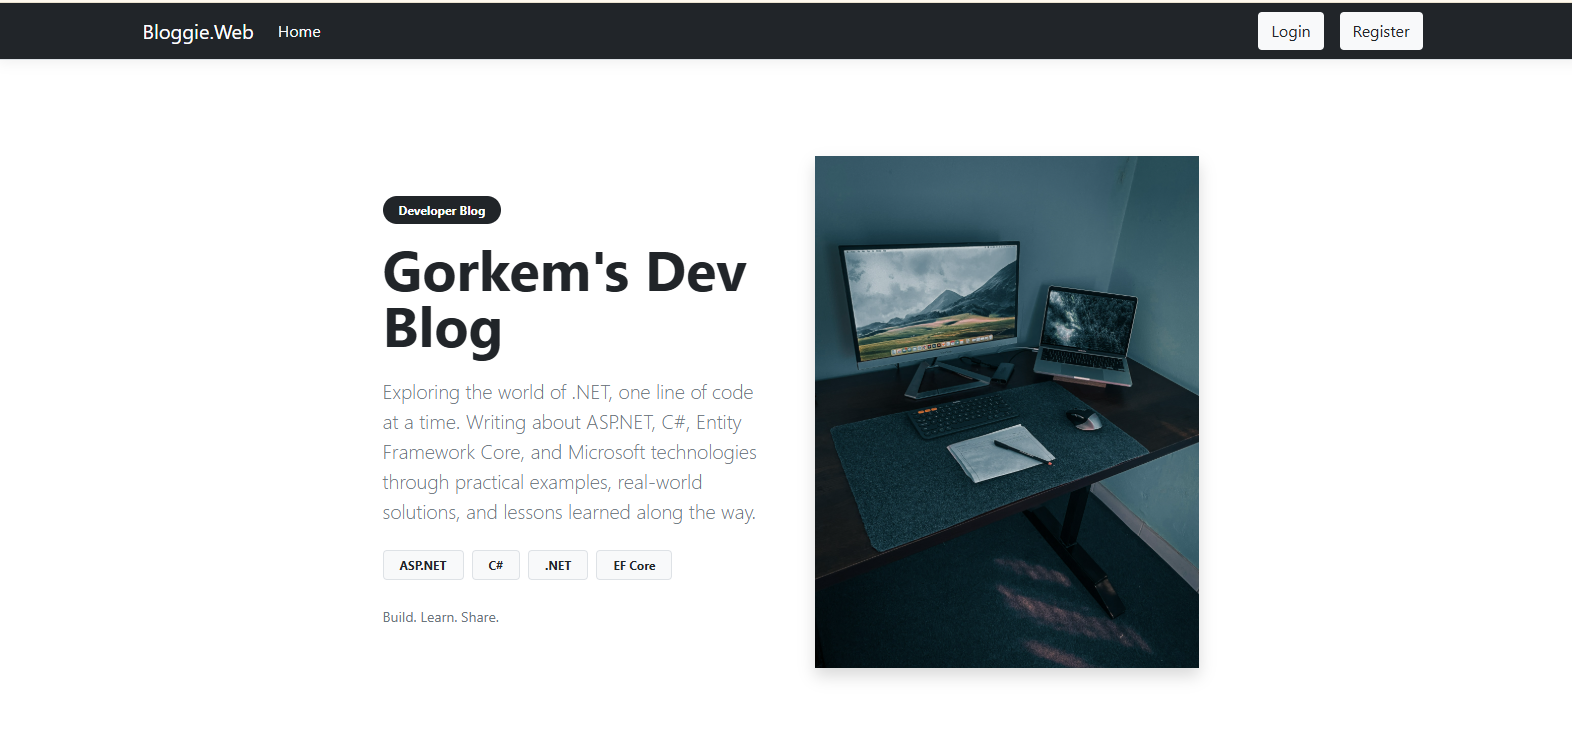 Bloggie.Web Home Login Register
Developer Blog
Gorkem's Dev
Blog
Exploring the world of .NET, one line of code
at a time. Writing about ASP.NET, C#, Entity
Framework Core, and Microsoft technologies
through practical examples, real-world
solutions, and lessons learned along the way.
ASP.NET C# .NET EF Core
Build. Learn. Share.